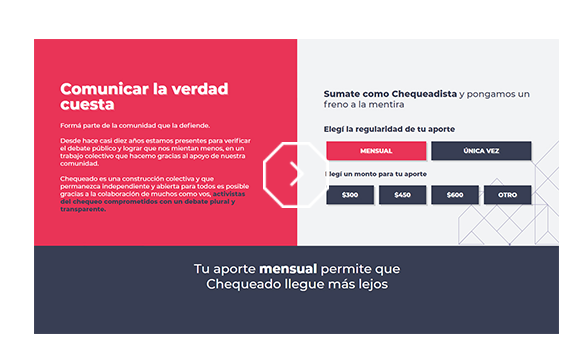 Comunicar la verdad
cuesta
Formá parte de la comunidad que la defiende.
Desde hace casi diez años estamos presentes para verificar
el debate público y lograr que nos mientan menos, en un
trabajo colectivo que hacemo gracias al apoyo de nuestra
comunidad.
Chequeado es una construcción colectiva y que
permanezca independiente y abierta para todos es posible
gracias a la colaboración de muchos como vos, activistas
del chequeo comprometidos con un debate plural y
transparente.
Sumate como Chequeadista y pongamos un
freno a la mentira
Elegí la regularidad de tu aporte
MENSUAL ÚNICA VEZ
Elegí un monto para tu aporte
$300 $450 $600 OTRO
Tu aporte mensual permite que
Chequeado llegue más lejos